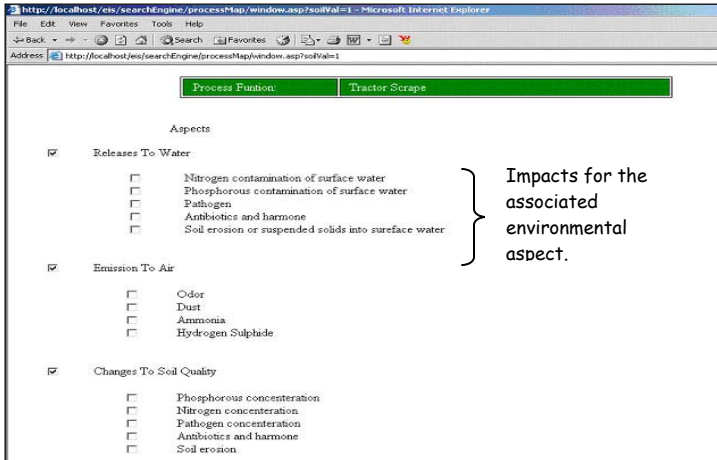 http://localhost/eis/searchEngine/processMap/window.asp?soilVal=1 - Microsoft Internet Explorer
File Edit View Favorites Tools Help
Back Search Favorites
Address http://localhost/eis/searchEngine/processMap/window.asp?soilVal=1
Process Funtion: Tractor Scrape
Aspects
Releases To Water
Nitrogen contamination of surface water
Phosphorous contamination of surface water
Pathogen
Antibiotics and harmone
Soil erosion or suspended solids into sureface water
Impacts for the
associated
environmental
aspect.
Emission To Air
Odor
Dust
Ammonia
Hydrogen Sulphide
Changes To Soil Quality
Phosphorous concenteration
Nitrogen concenteration
Pathogen concenteration
Antibiotics and harmone
Soil erosion